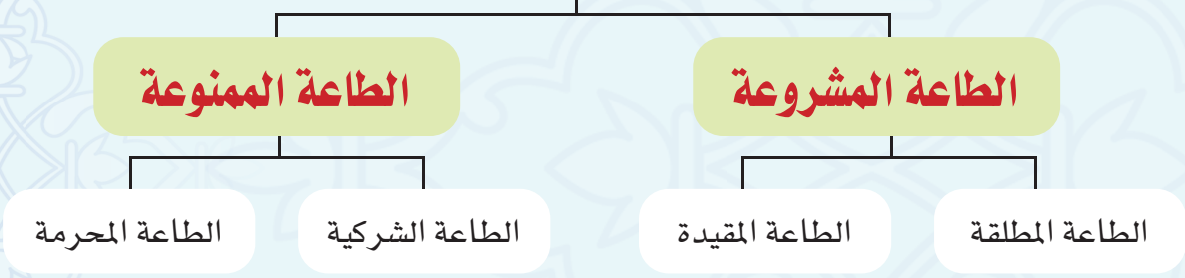 الطاعة المشروعة
الطاعة الممنوعة
الطاعة المطلقة
الطاعة المقيدة
الطاعة الشركية
الطاعة المحرمة